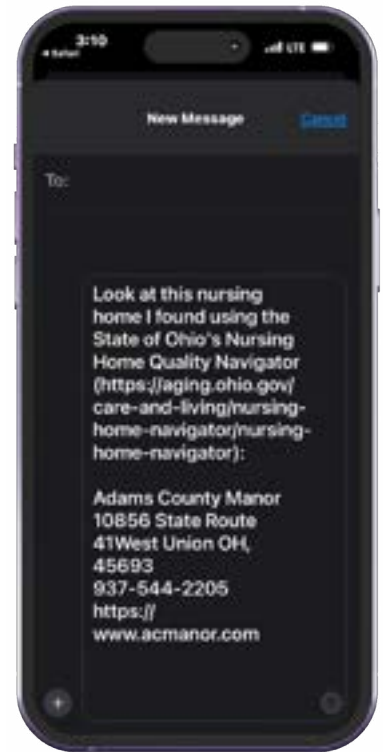 3:10
Safari
LTE
New Message
Cancel
To:
Look at this nursing
home I found using the
State of Ohio's Nursing
Home Quality Navigator
(https://aging.ohio.gov/
care-and-living/nursing-
home-navigator/nursing-
home-navigator):
Adams County Manor
10856 State Route
41West Union OH,
45693
937-544-2205
https://
www.acmanor.com